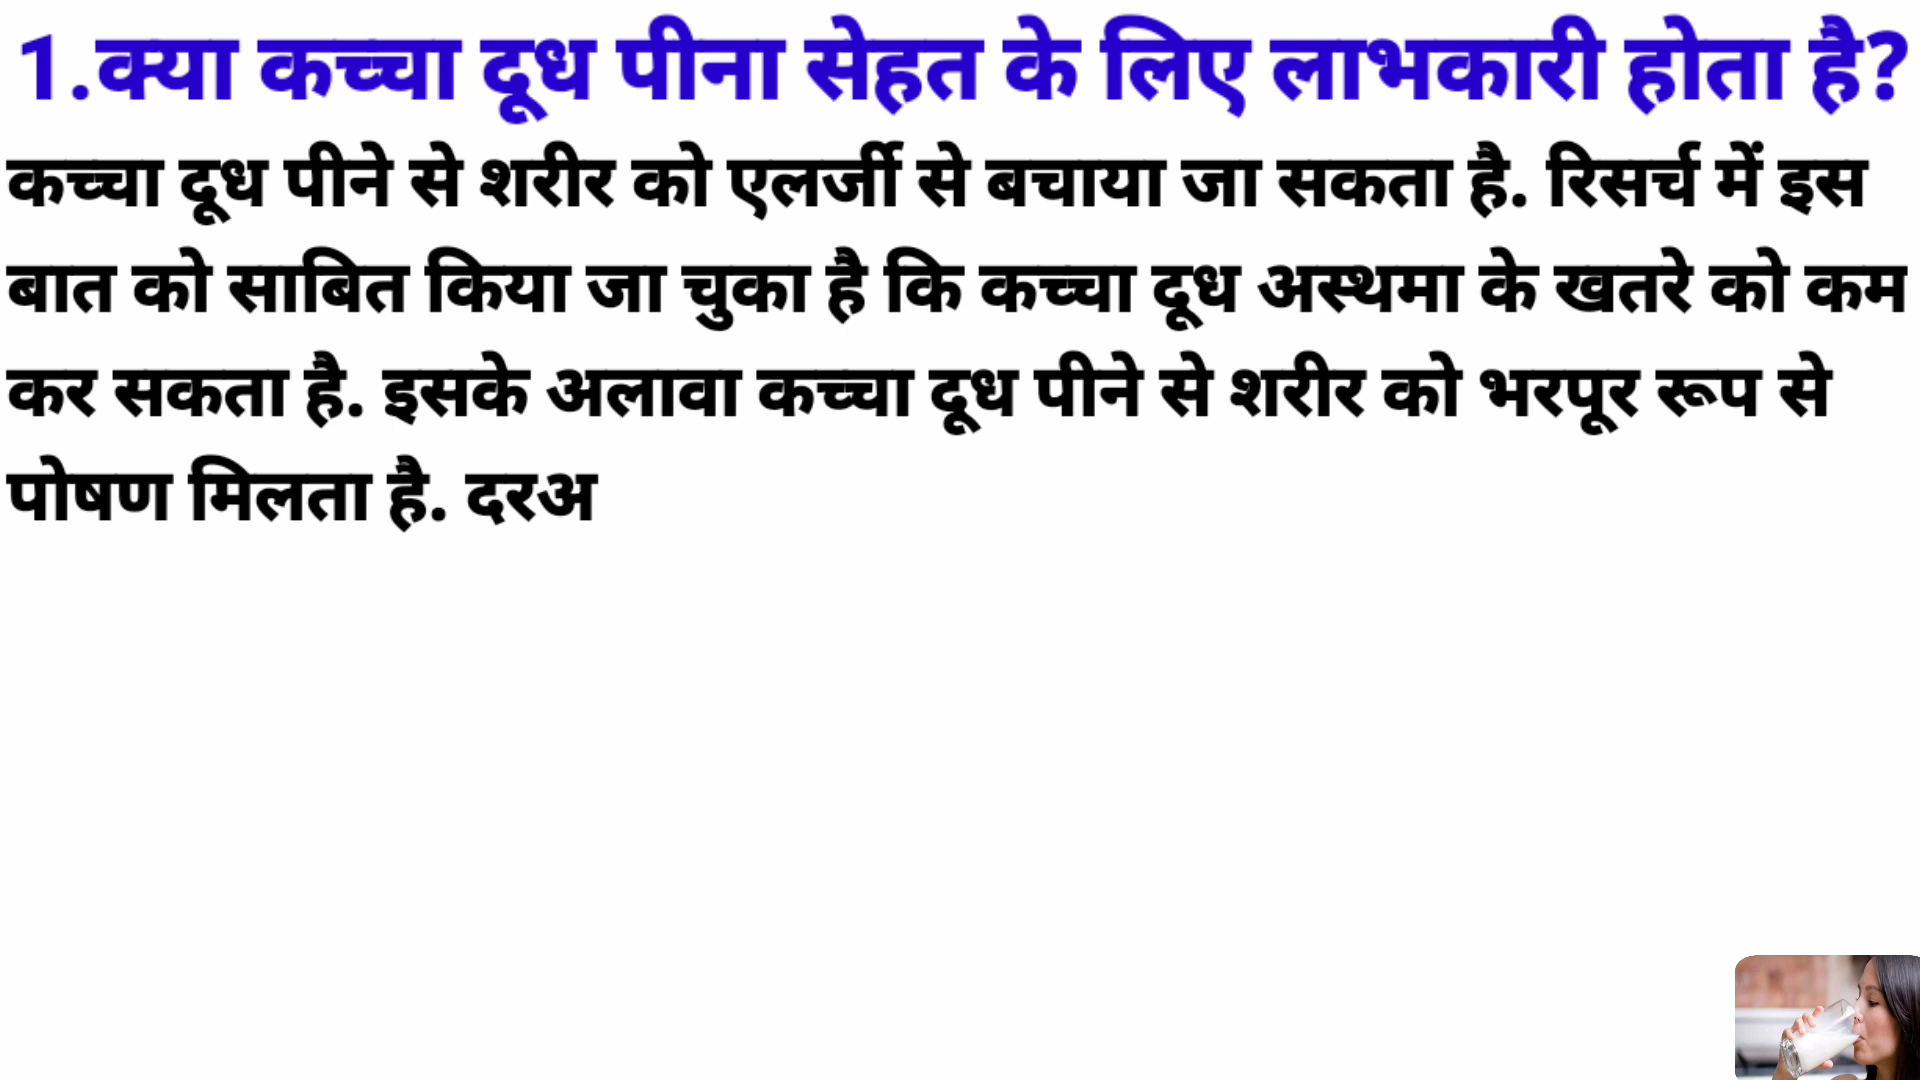 1.क्या कच्चा दूध पीना सेहत के लिए लाभकारी होता है?
कच्चा दूध पीने से शरीर को एलर्जी से बचाया जा सकता है. रिसर्च में इस
बात को साबित किया जा चुका है कि कच्चा दूध अस्थमा के खतरे को कम
कर सकता है. इसके अलावा कच्चा दूध पीने से शरीर को भरपूर रूप से
पोषण मिलता है. दरअ